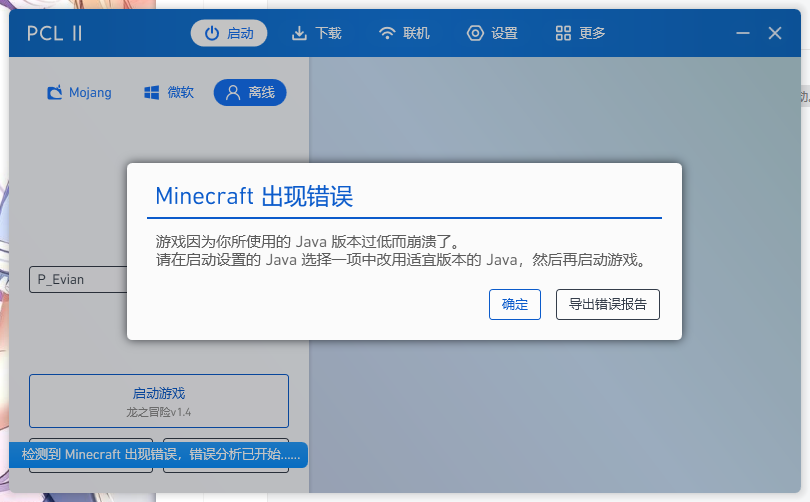 PCL II
启动
下载
联机
设置
更多
Mojang
微软
离线
Minecraft 出现错误
游戏因为你所使用的 Java 版本过低而崩溃了。
请在启动设置的 Java 选择一项中改用适宜版本的 Java，然后再启动游戏。
P_Evian
确定
导出错误报告
启动游戏
龙之冒险v1.4
检测到 Minecraft 出现错误，错误分析已开始......